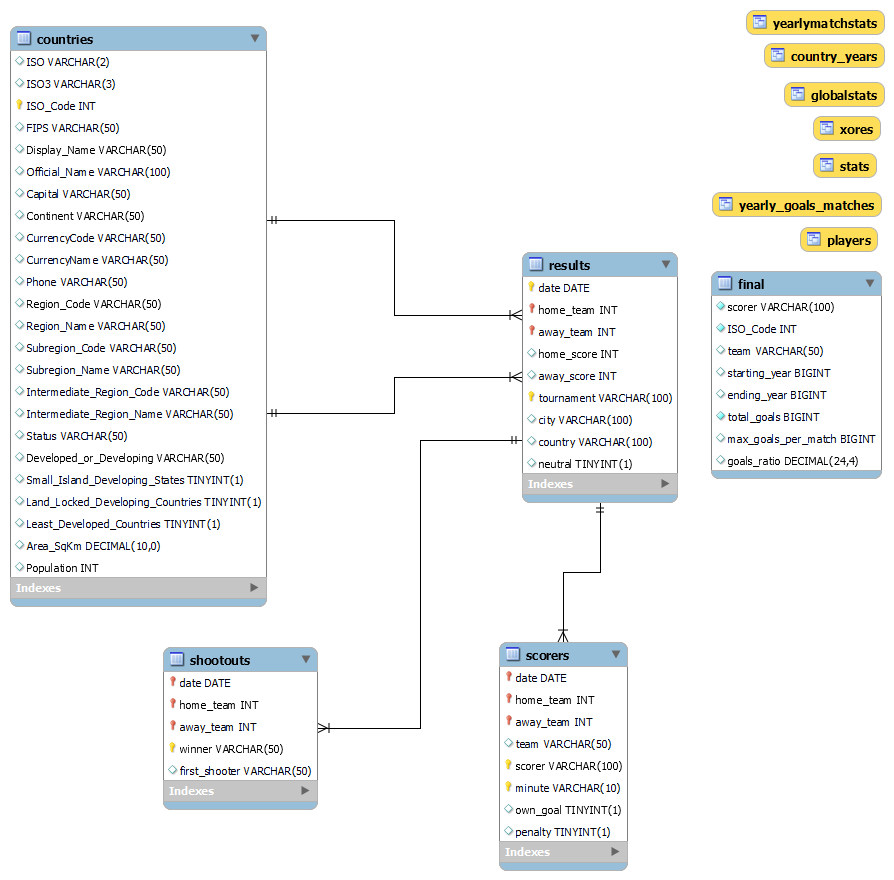 countries
ISO VARCHAR(2)
ISO3 VARCHAR(3)
ISO_Code INT
FIPS VARCHAR(50)
Display_Name VARCHAR(50)
Official_Name VARCHAR(100)
Capital VARCHAR(50)
Continent VARCHAR(50)
CurrencyCode VARCHAR(50)
CurrencyName VARCHAR(50)
Phone VARCHAR(50)
Region_Code VARCHAR(50)
Region_Name VARCHAR(50)
Subregion_Code VARCHAR(50)
Subregion_Name VARCHAR(50)
Intermediate_Region_Code VARCHAR(50)
Intermediate_Region_Name VARCHAR(50)
Status VARCHAR(50)
Developed_or_Developing VARCHAR(50)
Small_Island_Developing_States TINYINT(1)
Land_Locked_Developing_Countries TINYINT(1)
Least_Developed_Countries TINYINT(1)
Area_SqKm DECIMAL(10,0)
Population INT
Indexes
yearlymatchstats
country_years
globalstats
xores
stats
yearly_goals_matches
players
results
date DATE
home_team INT
away_team INT
home_score INT
away_score INT
tournament VARCHAR(100)
city VARCHAR(100)
country VARCHAR(100)
neutral TINYINT(1)
Indexes
final
scorer VARCHAR(100)
ISO_Code INT
team VARCHAR(50)
starting_year BIGINT
ending_year BIGINT
total_goals BIGINT
max_goals_per_match BIGINT
goals_ratio DECIMAL(24,4)
shootouts
date DATE
home_team INT
away_team INT
winner VARCHAR(50)
first_shooter VARCHAR(50)
Indexes
scorers
date DATE
home_team INT
away_team INT
team VARCHAR(50)
scorer VARCHAR(100)
minute VARCHAR(10)
own_goal TINYINT(1)
penalty TINYINT(1)
Indexes